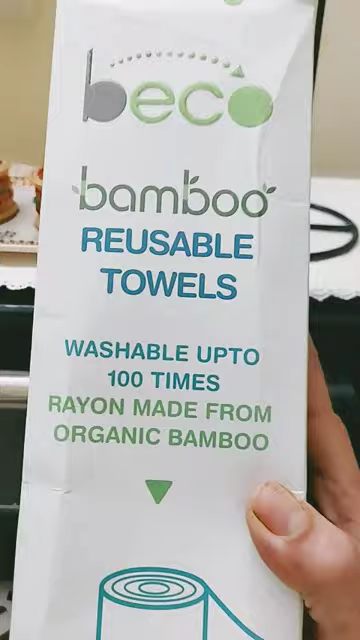 beco
bamboo
REUSABLE
TOWELS
WASHABLE UPTO
100 TIMES
RAYON MADE FROM
ORGANIC BAMBOO